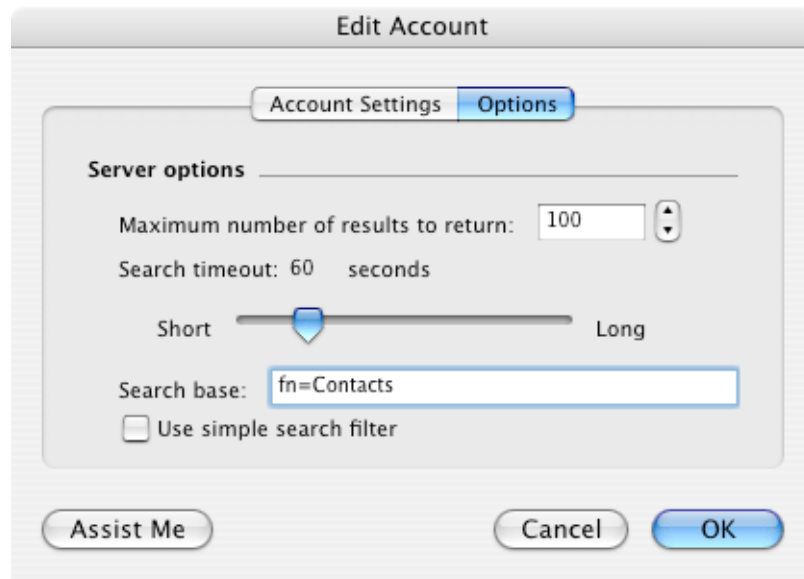 Edit Account
Account Settings Options
Server options
Maximum number of results to return: 100
Search timeout: 60 seconds
Short Long
Search base: fn=Contacts
Use simple search filter
Assist Me Cancel OK